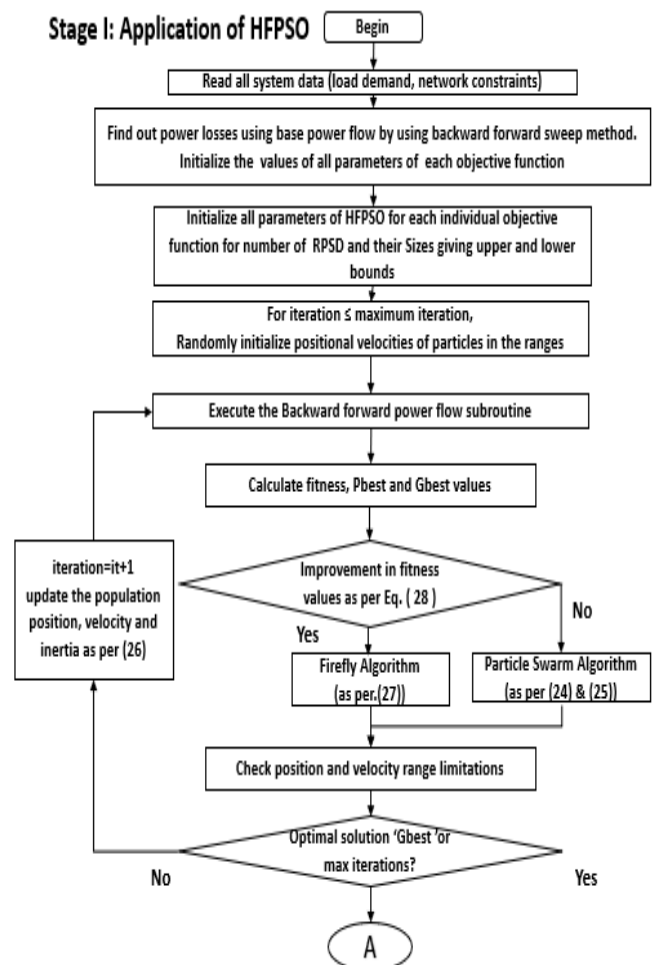 Stage I: Application of HFPSO
Begin
Read all system data (load demand, network constraints)
Find out power losses using base power flow by using backward forward sweep method.
Initialize the values of all parameters of each objective function
Initialize all parameters of HFPSO for each individual objective
function for number of RPSD and their Sizes giving upper and lower
bounds
For iteration ≤ maximum iteration,
Randomly initialize positional velocities of particles in the ranges
Execute the Backward forward power flow subroutine
Calculate fitness, Pbest and Gbest values
iteration=it+1
update the population
position, velocity and
inertia as per (26)
Improvement in fitness
values as per Eq. ( 28 )
No
Yes
Firefly Algorithm
(as per.(27))
Particle Swarm Algorithm
(as per (24) & (25))
Check position and velocity range limitations
Optimal solution ‘Gbest ’or
max iterations?
No
Yes
A